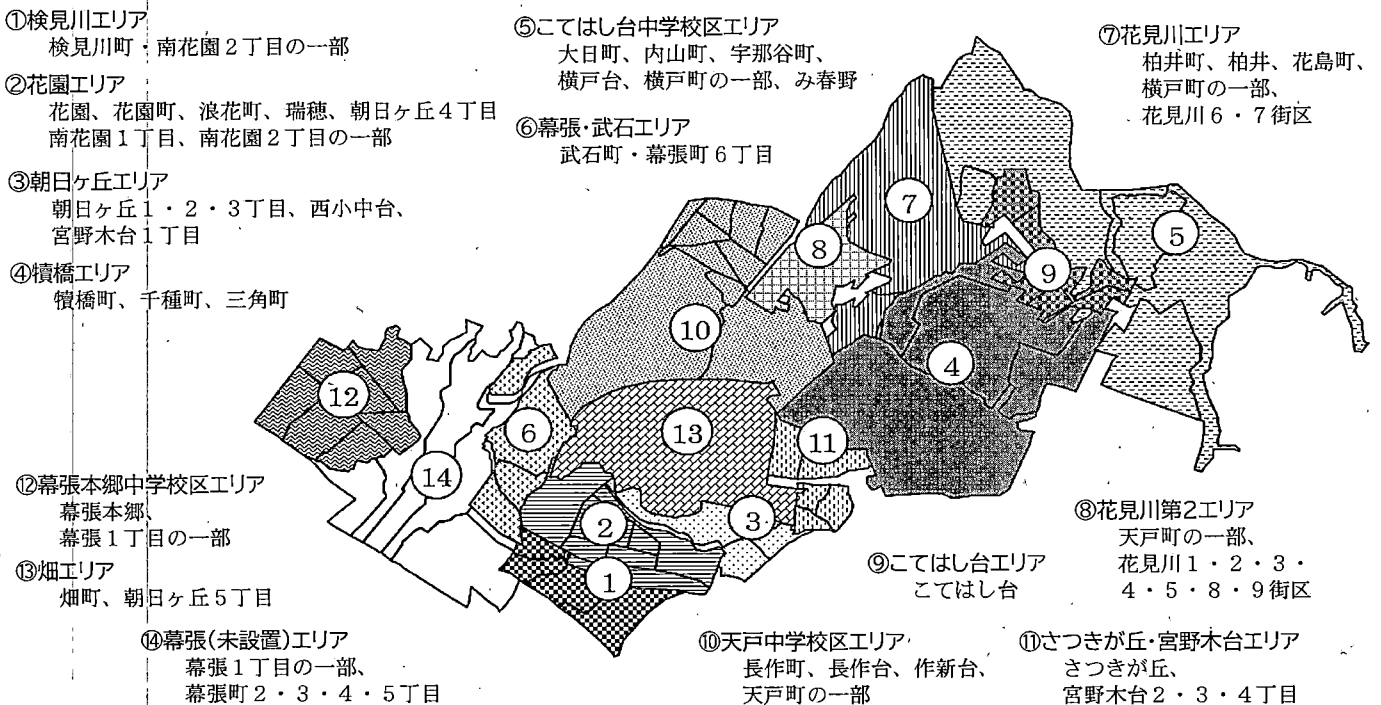 ①検見川エリア
検見川町・南花園２丁目の一部
②花園エリア
花園、花園町、浪花町、瑞穂、朝日ヶ丘４丁目
南花園１丁目、南花園２丁目の一部
③朝日ヶ丘エリア
朝日ヶ丘１・２・３丁目、西小中台、
宮野木台１丁目
④犢橋エリア
犢橋町、千種町、三角町
⑤こてはし台中学校区エリア
大日町、内山町、宇那谷町、
横戸台、横戸町の一部、み春野
⑥幕張・武石エリア
武石町・幕張町６丁目
⑦花見川エリア
柏井町、柏井、花島町、
横戸町の一部、
花見川６・７街区
7
5
8
9
10
4
12
6
13
11
14
2
3
1
⑫幕張本郷中学校区エリア
幕張本郷、
幕張１丁目の一部
⑬畑エリア
畑町、朝日ヶ丘５丁目
⑭幕張(未設置)エリア
幕張１丁目の一部、
幕張町２・３・４・５丁目
⑧花見川第２エリア
天戸町の一部、
花見川１・２・３・
４・５・８・９街区
⑨こてはし台エリア
こてはし台
⑩天戸中学校区エリア
長作町、長作台、作新台、
天戸町の一部
⑪さつきが丘・宮野木台エリア
さつきが丘、
宮野木台２・３・４丁目